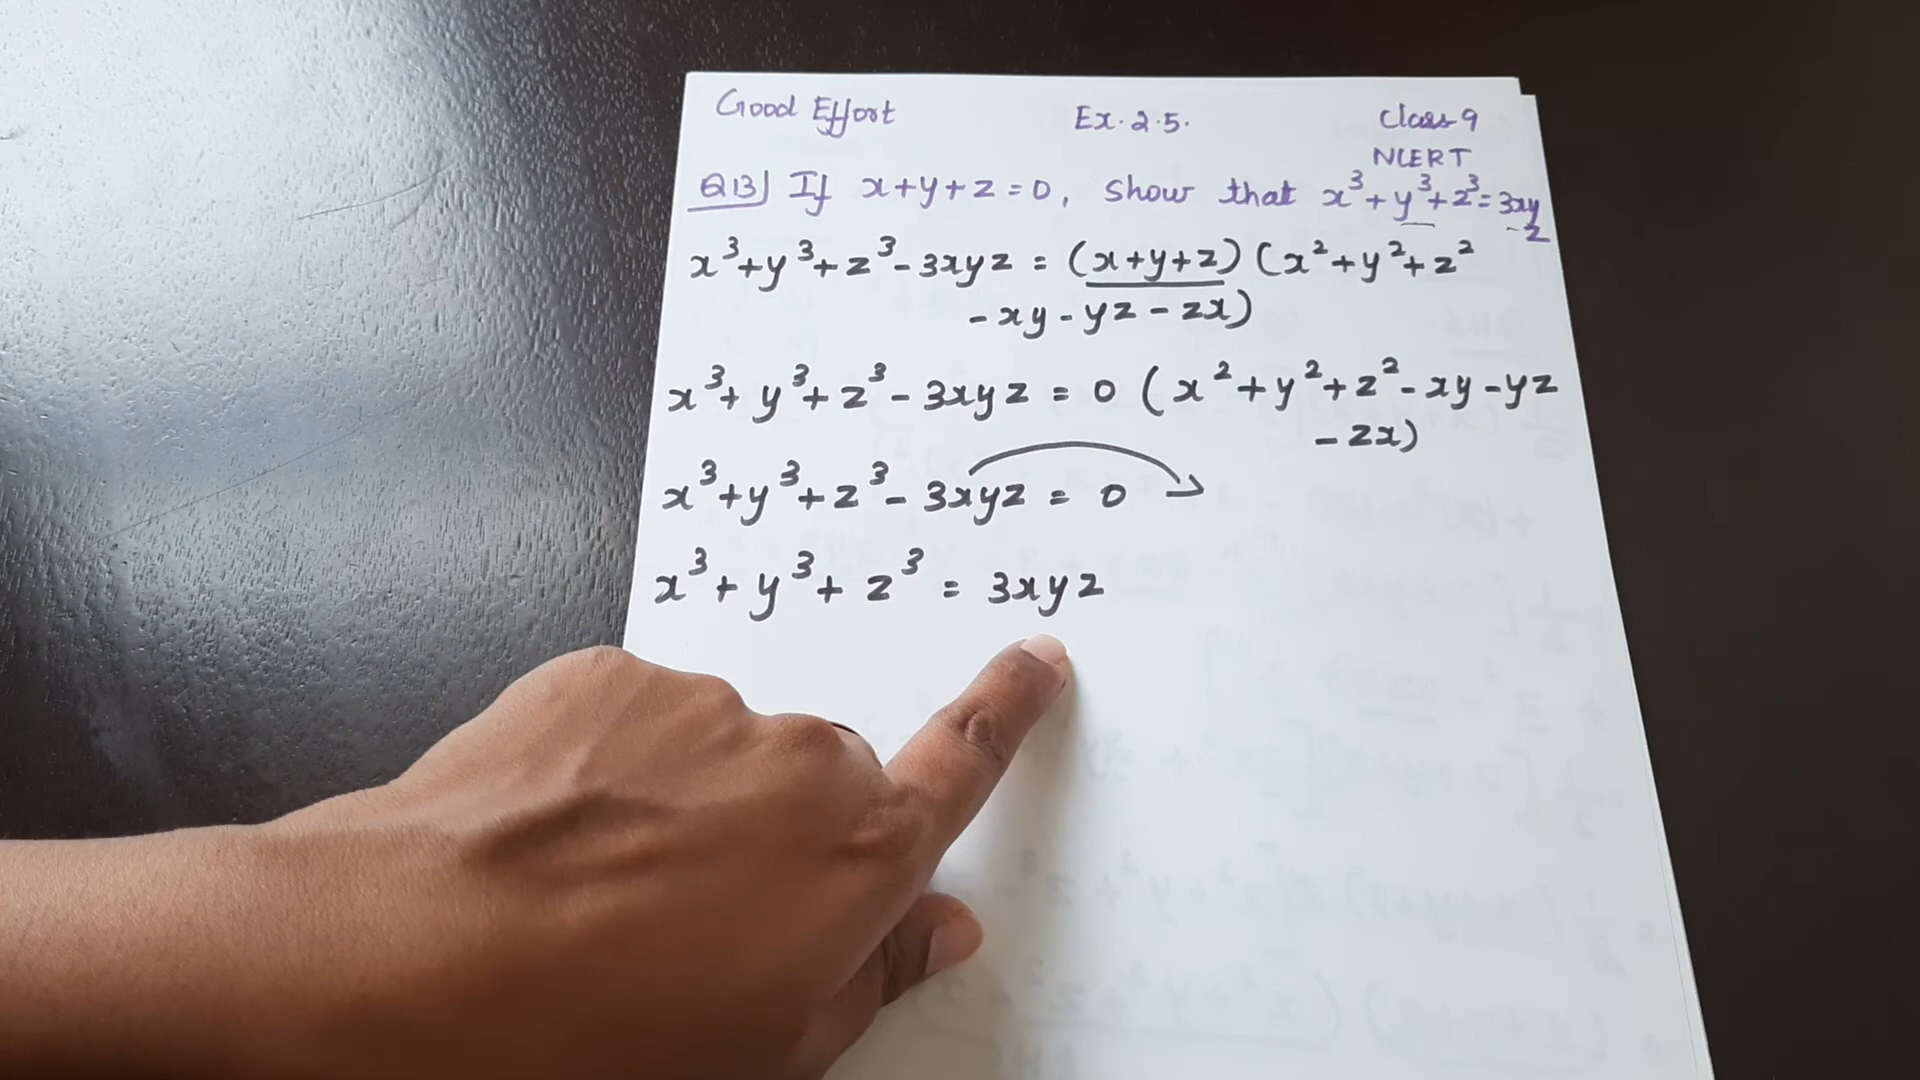 Good Effort Ex. 2.5. Class 9
NCERT
Q13) If x+y+z=0, show that x³+y³+z³=3xy
-z
x³+y³+z³-3xyz = (x+y+z)(x²+y²+z²
-xy-yz-zx)
x³+y³+z³-3xyz = 0 (x²+y²+z²-xy-yz
-zx)
x³+y³+z³-3xyz = 0
x³+y³+z³ = 3xyz